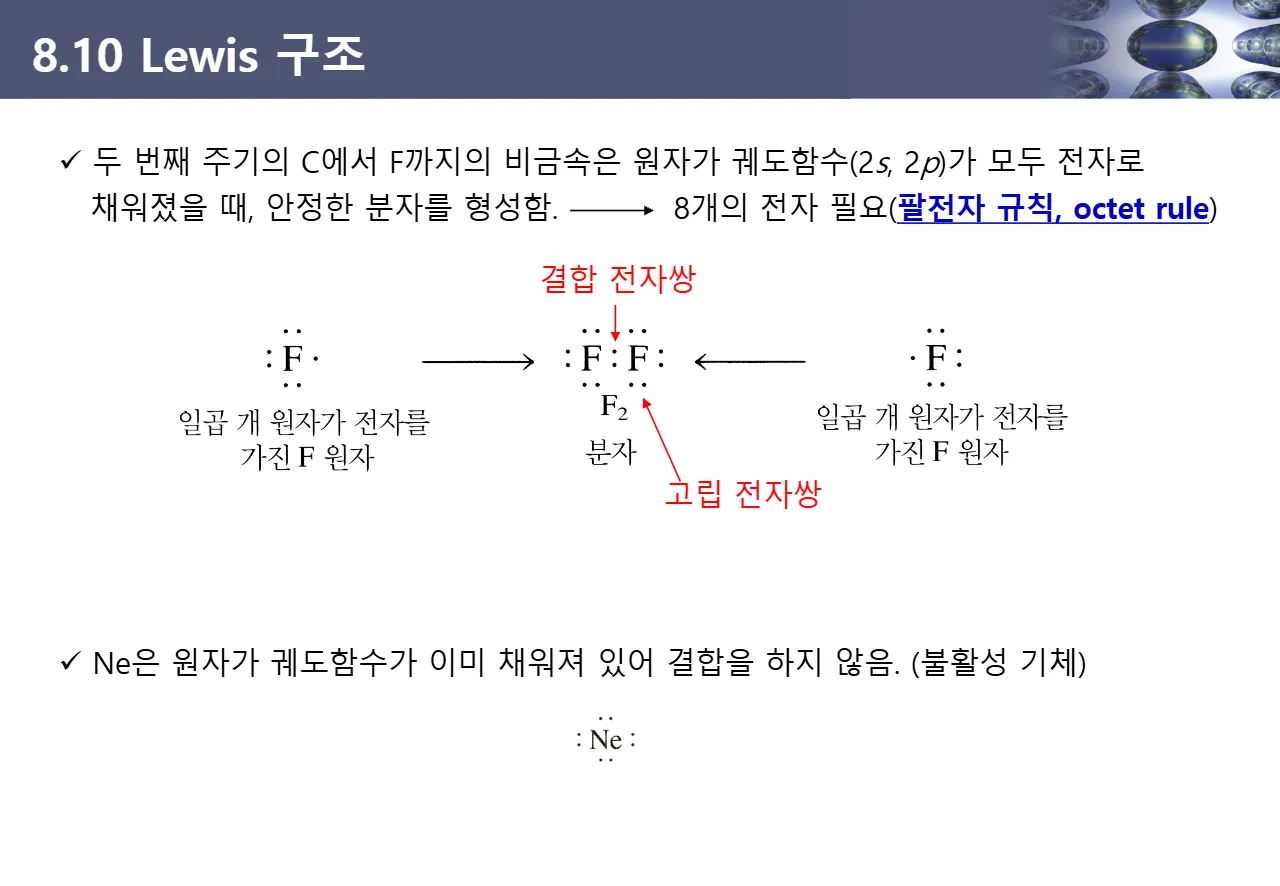 8.10 Lewis 구조
✓ 두 번째 주기의 C에서 F까지의 비금속은 원자가 궤도함수(2s, 2p)가 모두 전자로
채워졌을 때, 안정한 분자를 형성함. → 8개의 전자 필요(팔전자 규칙, octet rule)
결합 전자쌍
F
F F
F
F₂
일곱 개 원자가 전자를
가진 F 원자
분자
일곱 개 원자가 전자를
가진 F 원자
고립 전자쌍
✓ Ne은 원자가 궤도함수가 이미 채워져 있어 결합을 하지 않음. (불활성 기체)
Ne